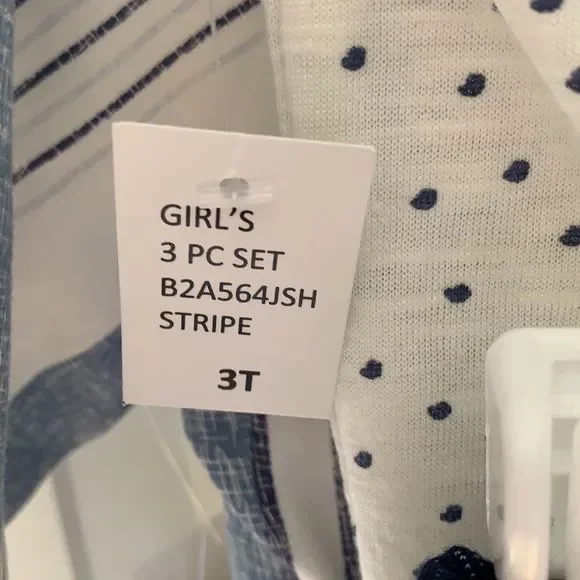 GIRL'S
3 PC SET
B2A564JSH
STRIPE
3T